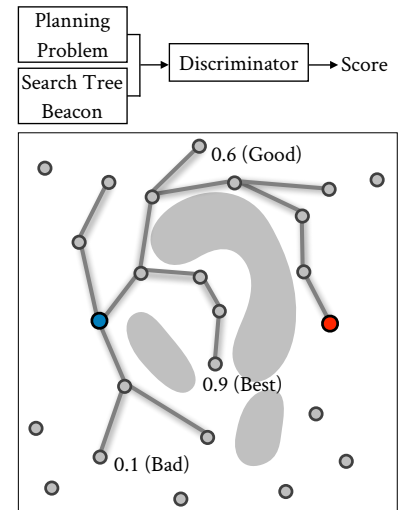 Planning
Problem
Search Tree
Beacon
Discriminator
Score
0.6 (Good)
0.9 (Best)
0.1 (Bad)